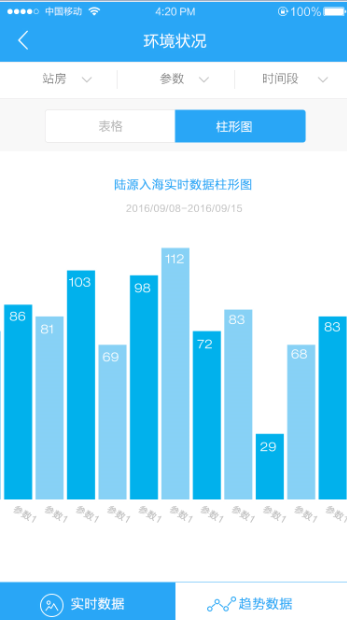 中国移动 4:20 PM 100%
环境状况
站房 参数 时间段
表格 柱形图
陆源入海实时数据柱形图
2016/09/08-2016/09/15
86 81 103 69 98 112 72 83 29 68 83
参数1 参数1 参数1 参数1 参数1 参数1 参数1 参数1 参数1 参数1 参数1
实时数据 趋势数据